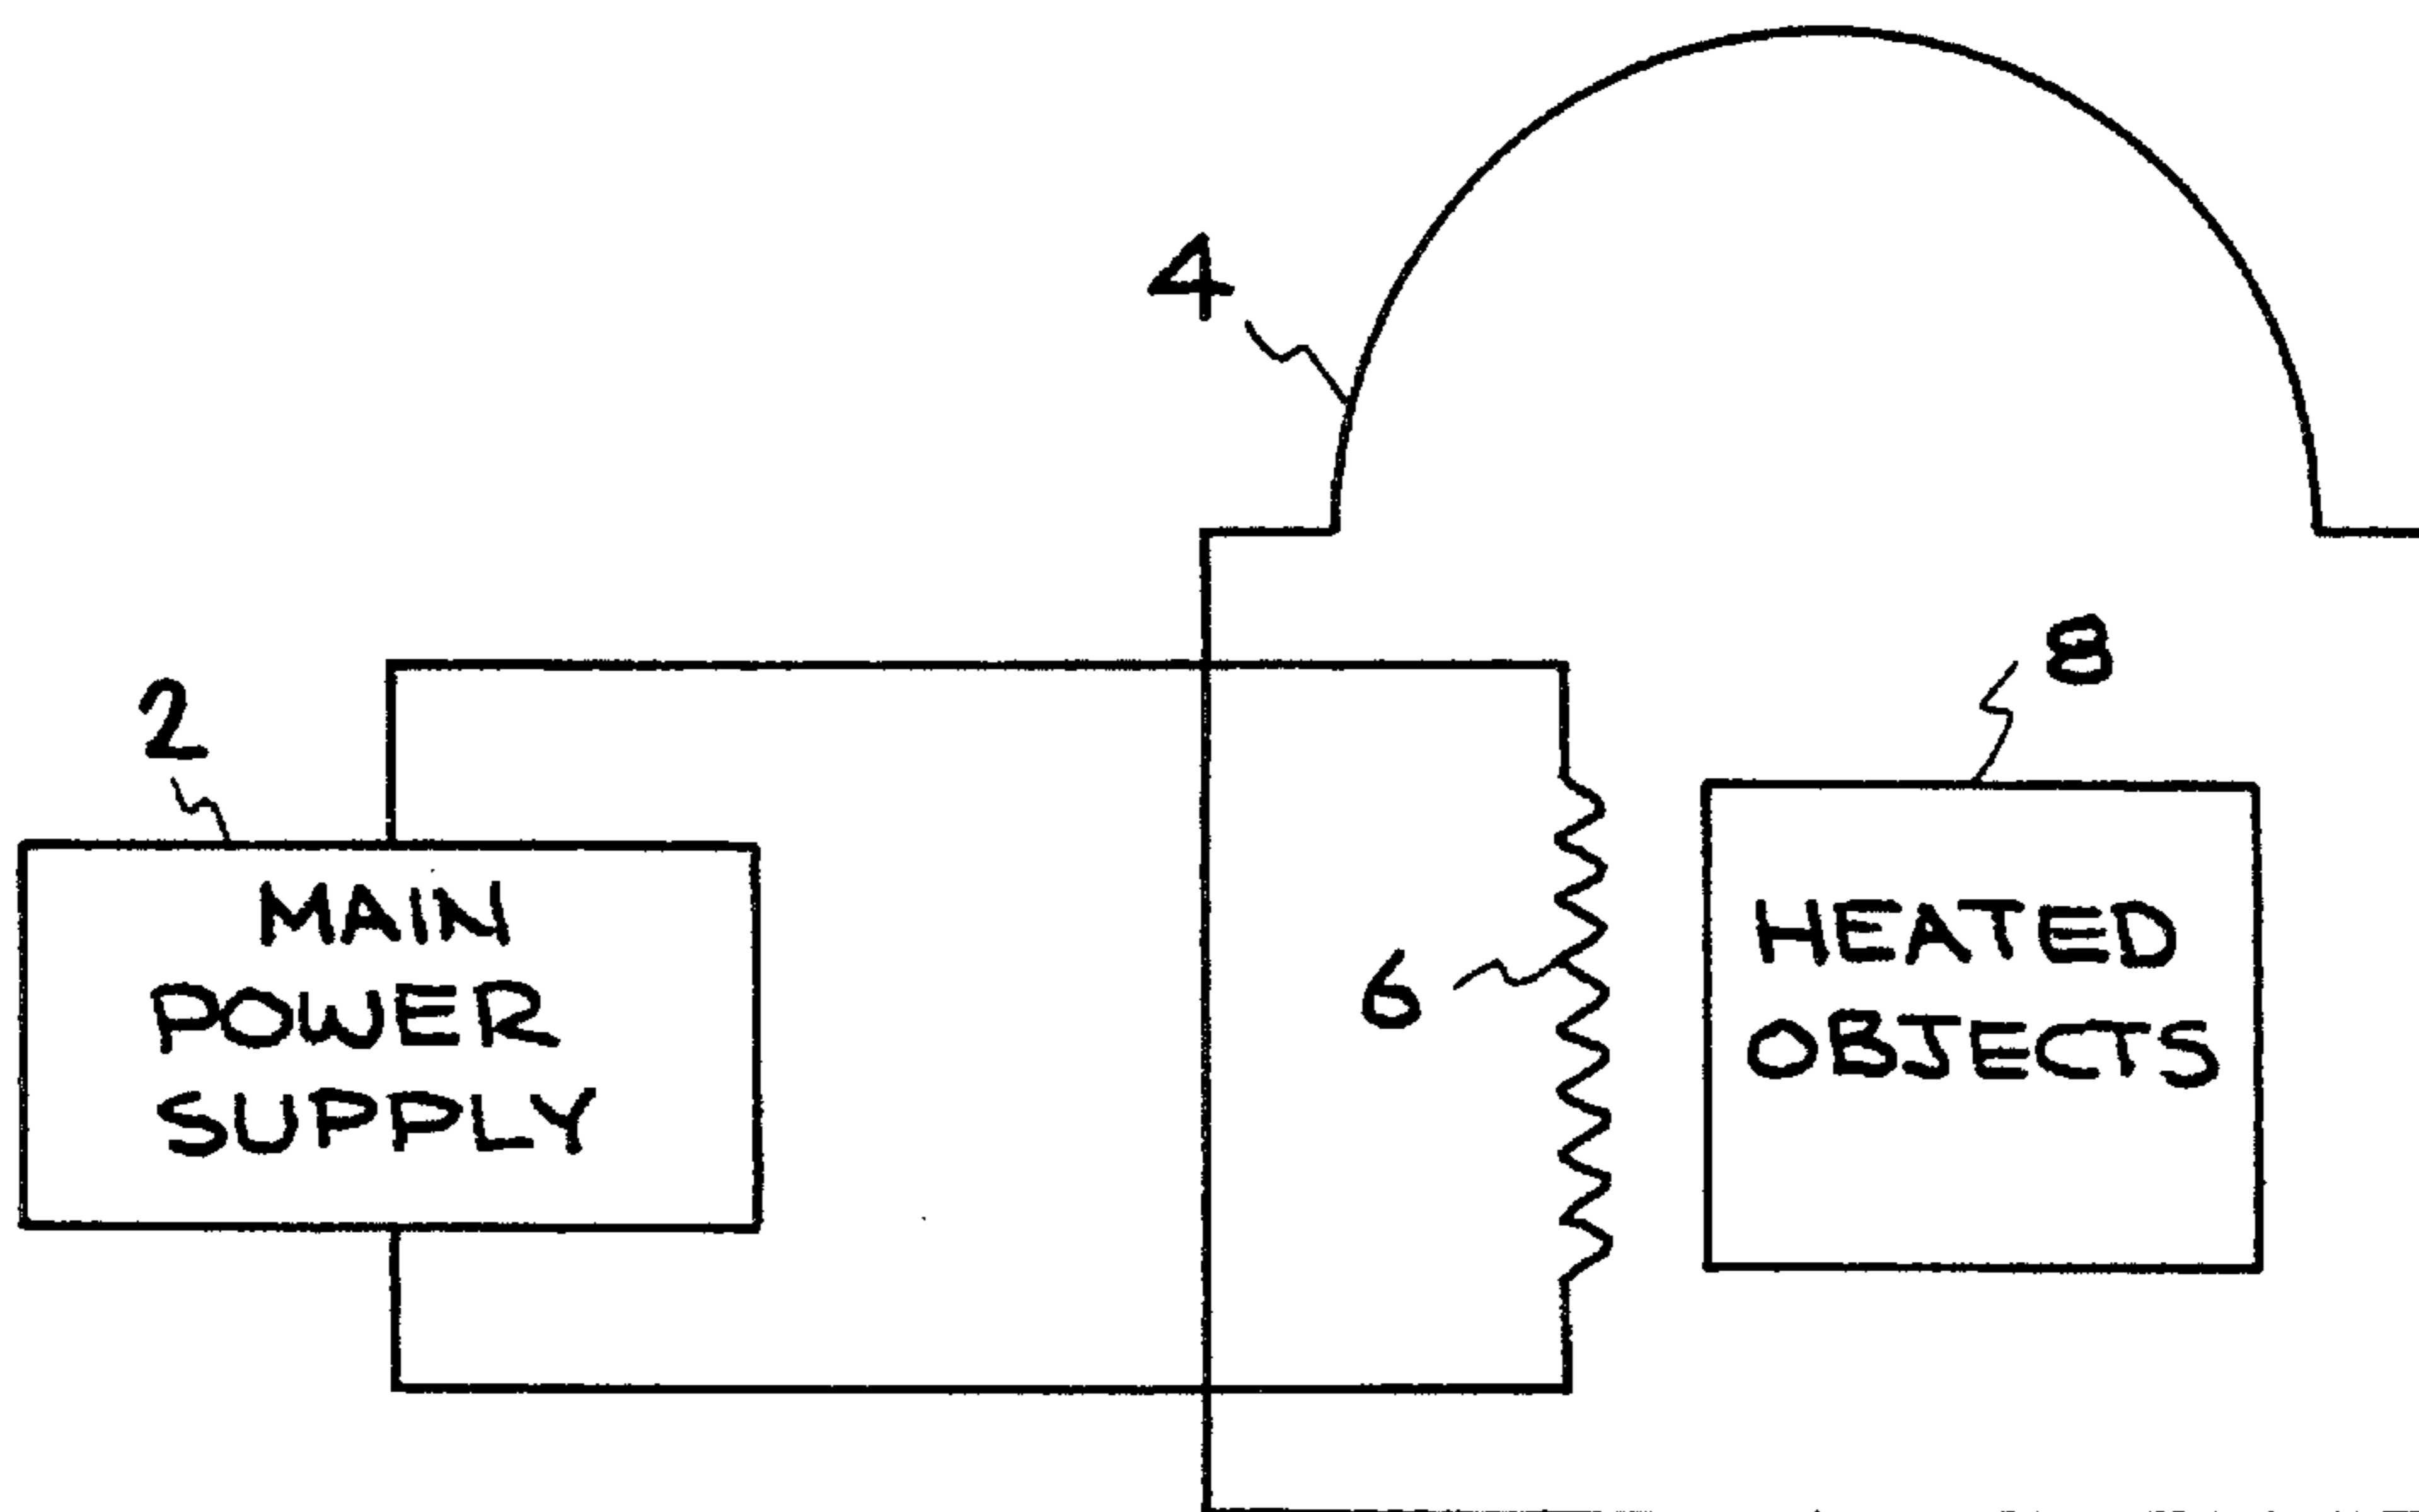 4
8
2
MAIN
POWER
SUPPLY
6
HEATED
OBJECTS